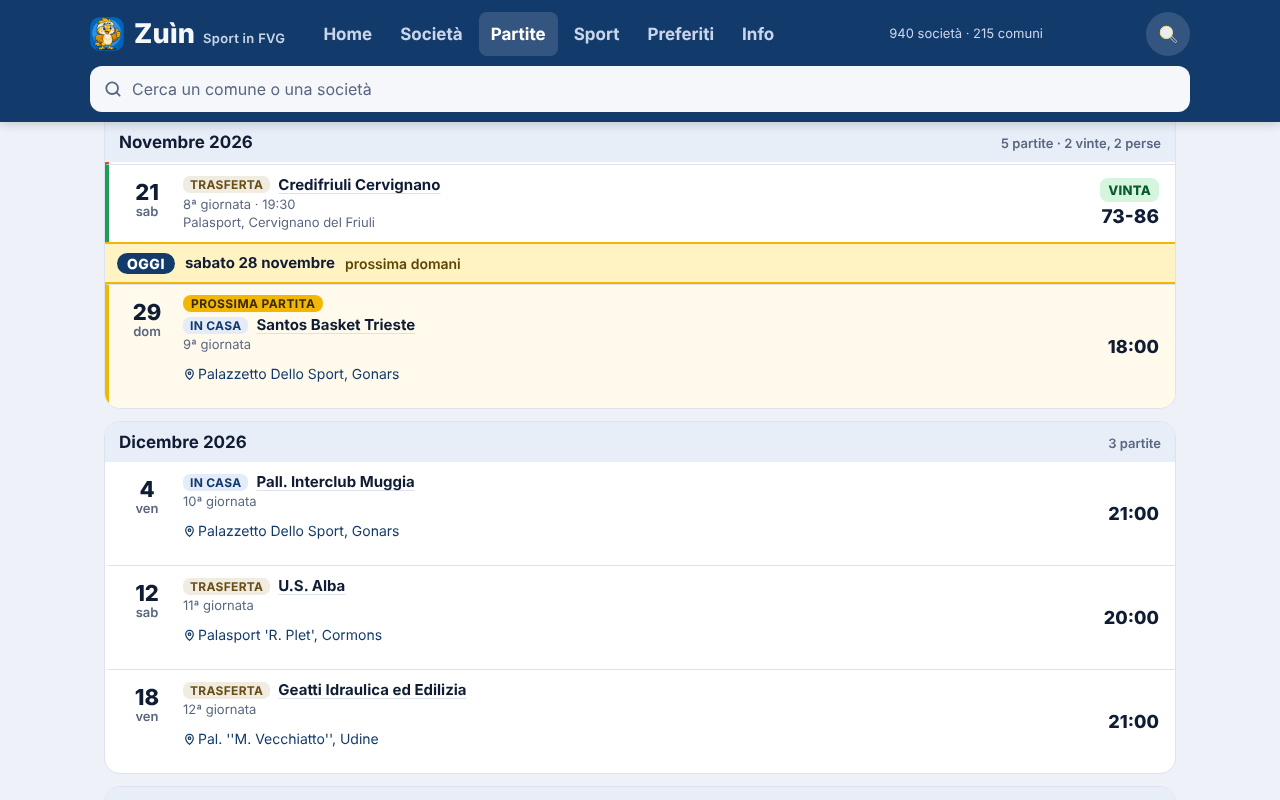 Zuìn Sport in FVG
Home Società Partite Sport Preferiti Info
940 società · 215 comuni
Cerca un comune o una società
Novembre 2026
5 partite · 2 vinte, 2 perse
21 sab
TRASFERTA Credifriuli Cervignano
8ª giornata · 19:30
Palasport, Cervignano del Friuli
VINTA
73-86
OGGI sabato 28 novembre prossima domani
29 dom
PROSSIMA PARTITA
IN CASA Santos Basket Trieste
9ª giornata
Palazzetto Dello Sport, Gonars
18:00
Dicembre 2026
3 partite
4 ven
IN CASA Pall. Interclub Muggia
10ª giornata
Palazzetto Dello Sport, Gonars
21:00
12 sab
TRASFERTA U.S. Alba
11ª giornata
Palasport 'R. Plet', Cormons
20:00
18 ven
TRASFERTA Geatti Idraulica ed Edilizia
12ª giornata
Pal. ''M. Vecchiatto'', Udine
21:00